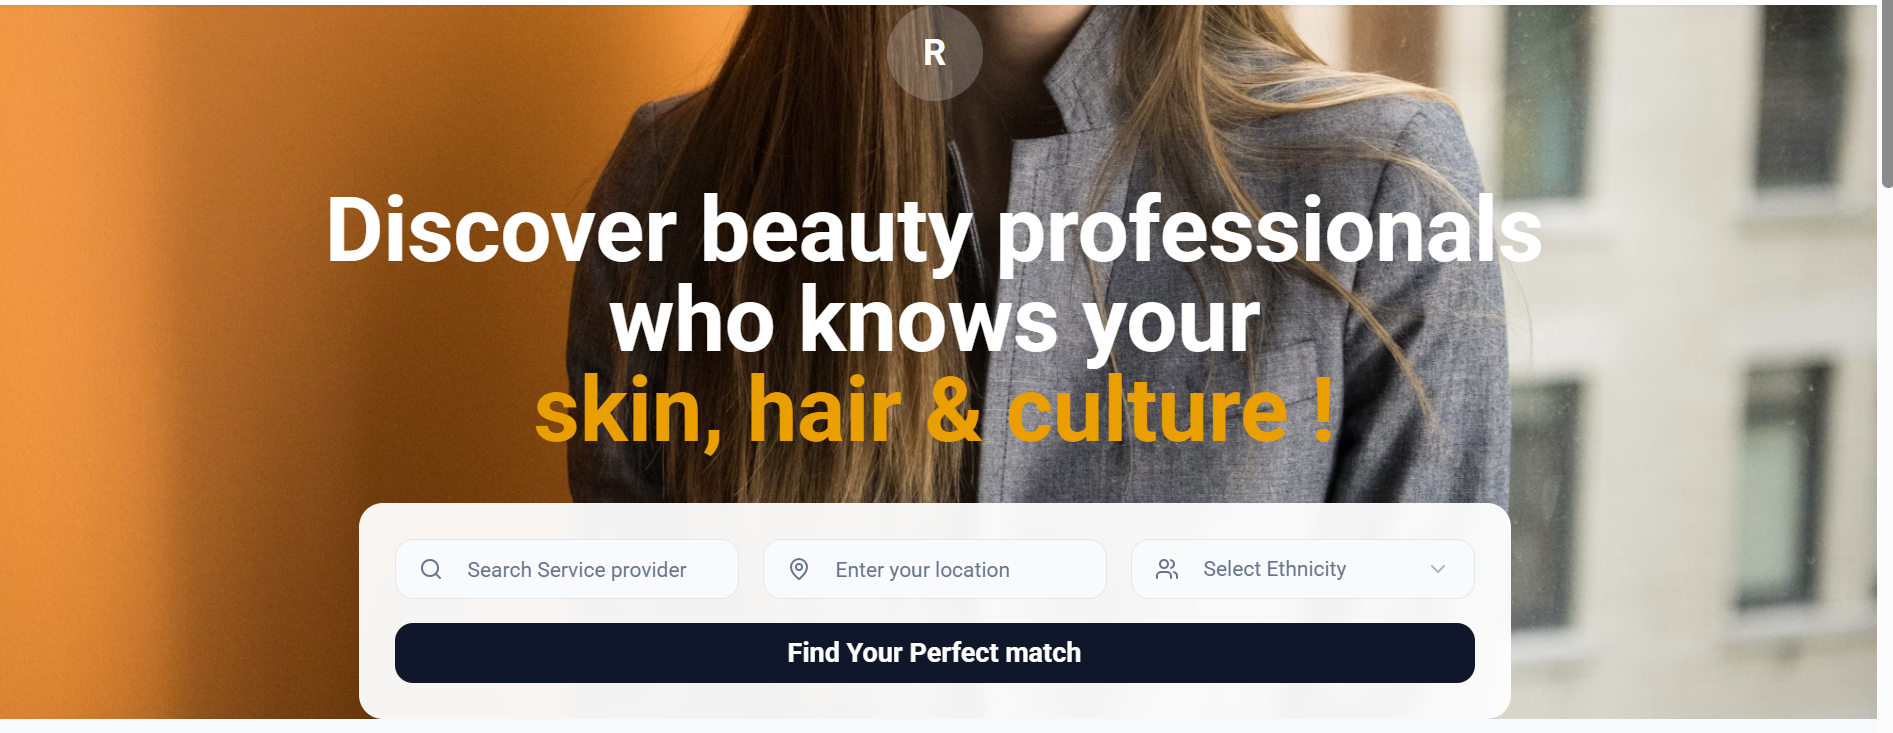 R
Discover beauty professionals
who knows your
skin, hair & culture !
Search Service provider
Enter your location
Select Ethnicity
Find Your Perfect match